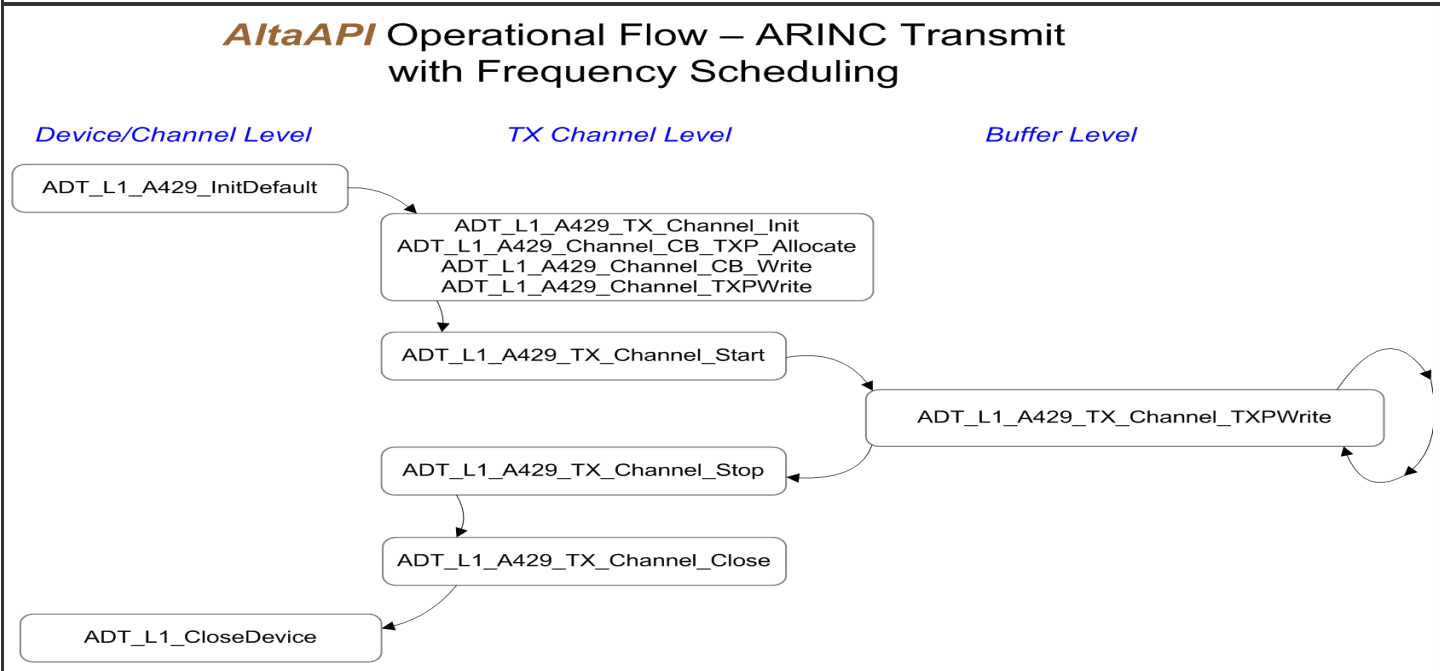 AltaAPI Operational Flow – ARINC Transmit
with Frequency Scheduling
Device/Channel Level
TX Channel Level
Buffer Level
ADT_L1_A429_InitDefault
ADT_L1_A429_TX_Channel_Init
ADT_L1_A429_Channel_CB_TXP_Allocate
ADT_L1_A429_Channel_CB_Write
ADT_L1_A429_Channel_TXPWrite
ADT_L1_A429_TX_Channel_Start
ADT_L1_A429_TX_Channel_TXPWrite
ADT_L1_A429_TX_Channel_Stop
ADT_L1_A429_TX_Channel_Close
ADT_L1_CloseDevice